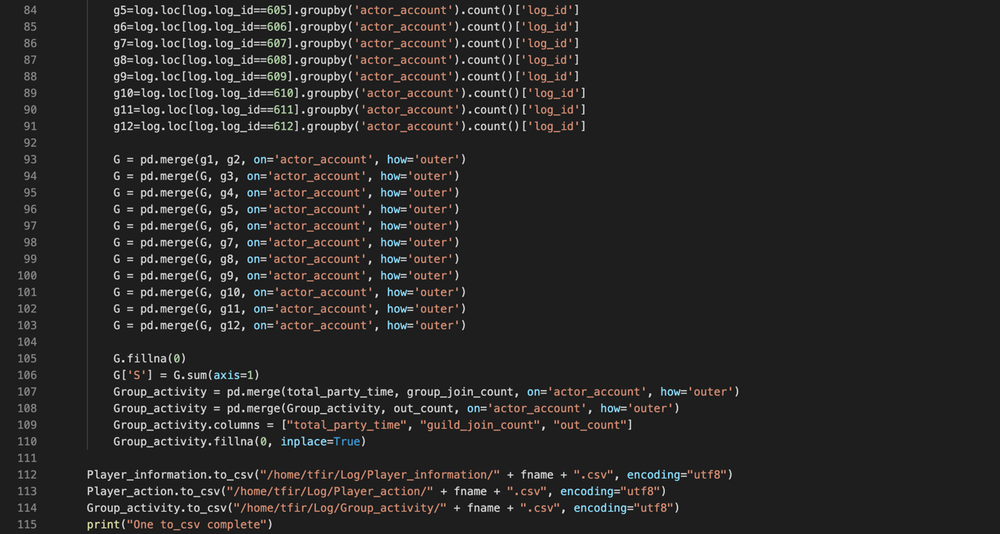 84 g5=log.loc[log.log_id==605].groupby('actor_account').count()['log_id']
85 g6=log.loc[log.log_id==606].groupby('actor_account').count()['log_id']
86 g7=log.loc[log.log_id==607].groupby('actor_account').count()['log_id']
87 g8=log.loc[log.log_id==608].groupby('actor_account').count()['log_id']
88 g9=log.loc[log.log_id==609].groupby('actor_account').count()['log_id']
89 g10=log.loc[log.log_id==610].groupby('actor_account').count()['log_id']
90 g11=log.loc[log.log_id==611].groupby('actor_account').count()['log_id']
91 g12=log.loc[log.log_id==612].groupby('actor_account').count()['log_id']
92
93 G = pd.merge(g1, g2, on='actor_account', how='outer')
94 G = pd.merge(G, g3, on='actor_account', how='outer')
95 G = pd.merge(G, g4, on='actor_account', how='outer')
96 G = pd.merge(G, g5, on='actor_account', how='outer')
97 G = pd.merge(G, g6, on='actor_account', how='outer')
98 G = pd.merge(G, g7, on='actor_account', how='outer')
99 G = pd.merge(G, g8, on='actor_account', how='outer')
100 G = pd.merge(G, g9, on='actor_account', how='outer')
101 G = pd.merge(G, g10, on='actor_account', how='outer')
102 G = pd.merge(G, g11, on='actor_account', how='outer')
103 G = pd.merge(G, g12, on='actor_account', how='outer')
104
105 G.fillna(0)
106 G['S'] = G.sum(axis=1)
107 Group_activity = pd.merge(total_party_time, group_join_count, on='actor_account', how='outer')
108 Group_activity = pd.merge(Group_activity, out_count, on='actor_account', how='outer')
109 Group_activity.columns = ["total_party_time", "guild_join_count", "out_count"]
110 Group_activity.fillna(0, inplace=True)
111
112 Player_information.to_csv("/home/tfir/Log/Player_information/" + fname + ".csv", encoding="utf8")
113 Player_action.to_csv("/home/tfir/Log/Player_action/" + fname + ".csv", encoding="utf8")
114 Group_activity.to_csv("/home/tfir/Log/Group_activity/" + fname + ".csv", encoding="utf8")
115 print("One to_csv complete")